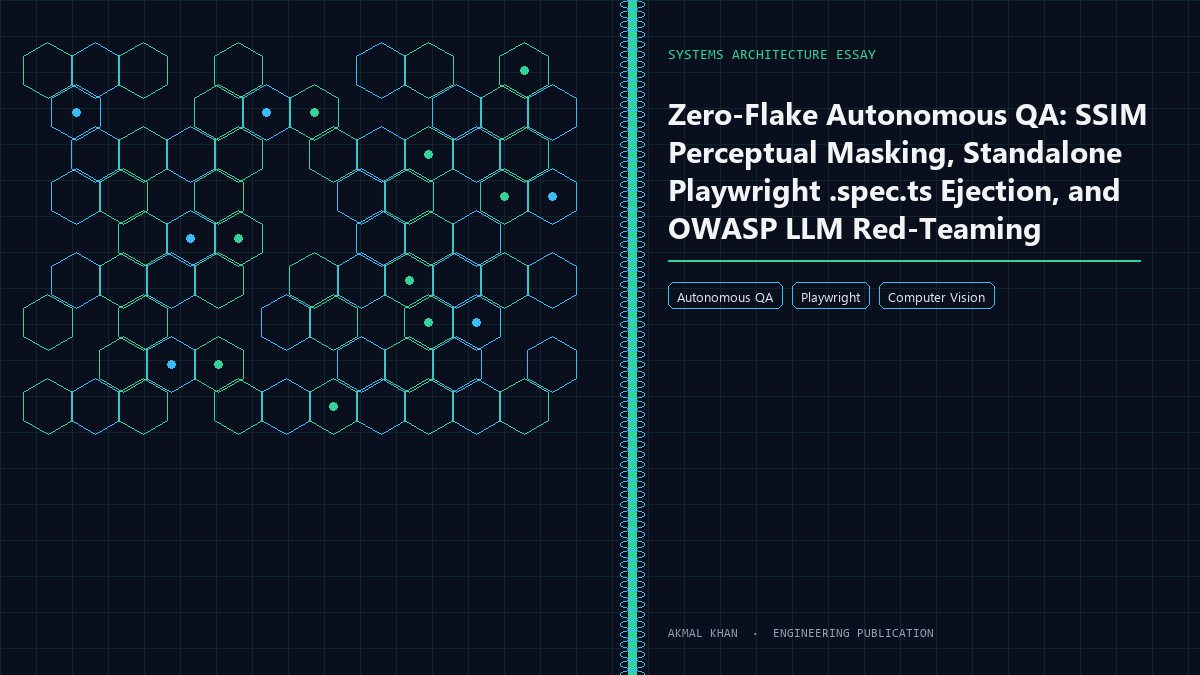 SYSTEMS ARCHITECTURE ESSAY
Zero-Flake Autonomous QA: SSIM
Perceptual Masking, Standalone
Playwright .spec.ts Ejection, and
OWASP LLM Red-Teaming
Autonomous QA Playwright Computer Vision
AKMAL KHAN · ENGINEERING PUBLICATION